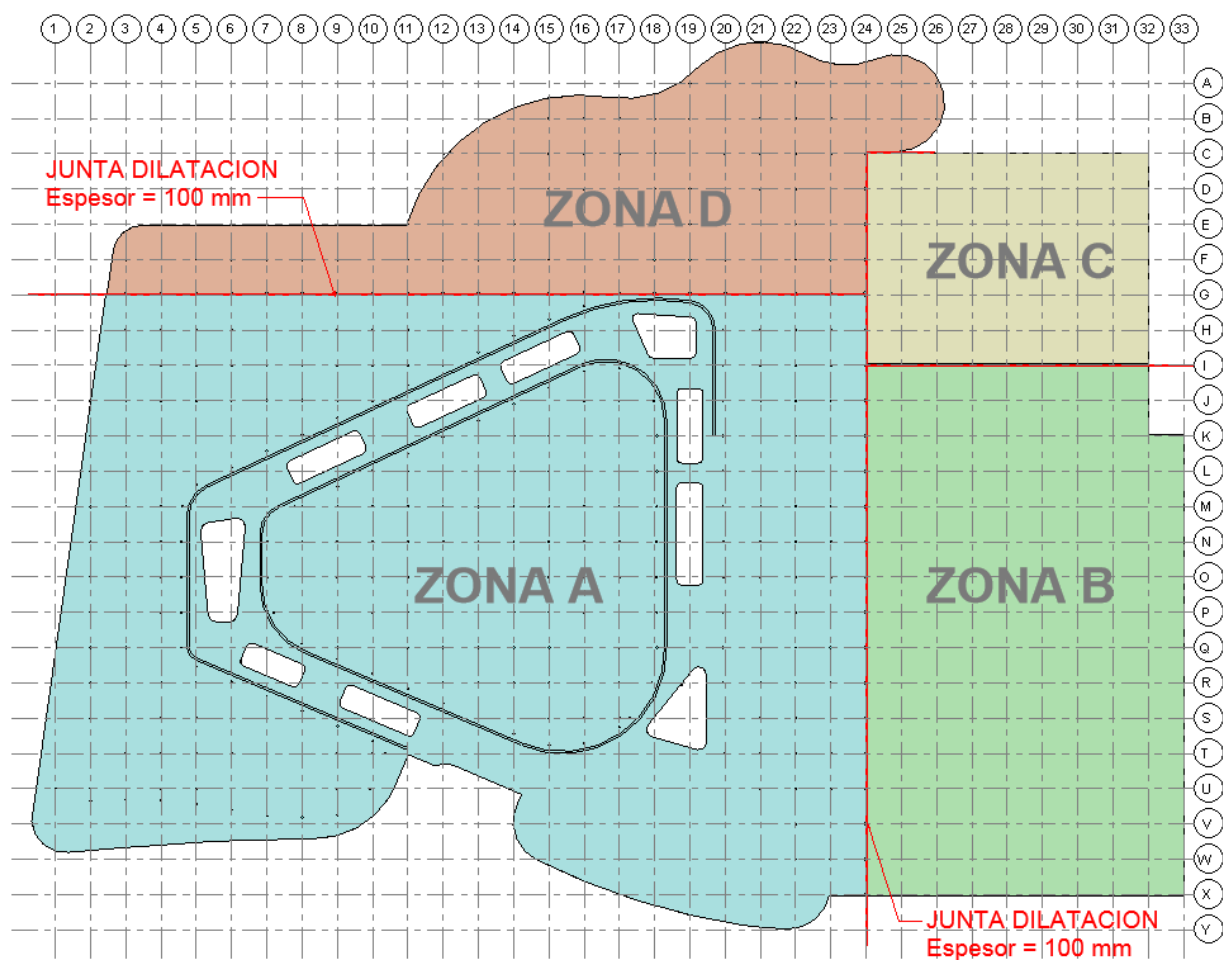 1 2 3 4 5 6 7 8 9 10 11 12 13 14 15 16 17 18 19 20 21 22 23 24 25 26 27 28 29 30 31 32 33
A
B
C
JUNTA DILATACION
Espesor = 100 mm
D
ZONA D
E
ZONA C
F
G
H
I
J
K
L
M
N
O
ZONA A
ZONA B
P
Q
R
S
T
U
V
W
X
JUNTA DILATACION
Espesor = 100 mm
Y